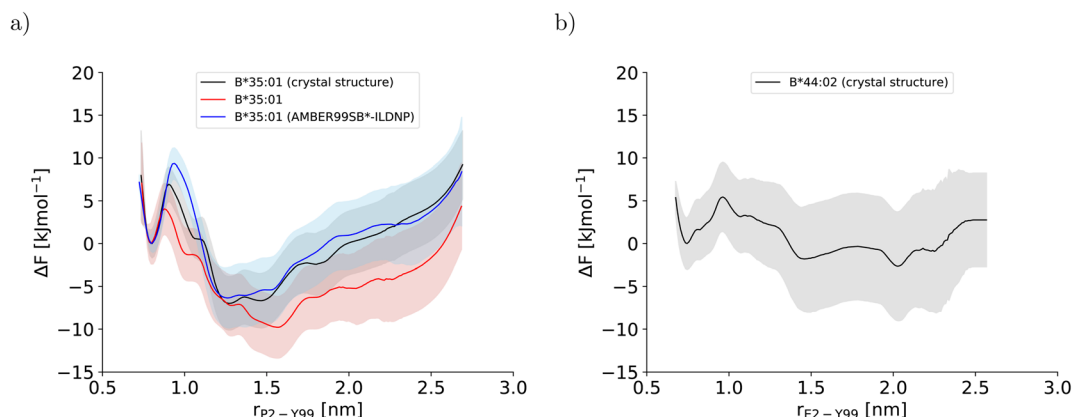 a)
b)
B*35:01 (crystal structure)
B*35:01
B*35:01 (AMBER99SB*-ILDNP)
ΔF [kJmol⁻¹]
20
15
10
5
0
−5
−10
−15
0.5 1.0 1.5 2.0 2.5 3.0
r_P2−Y99 [nm]
B*44:02 (crystal structure)
ΔF [kJmol⁻¹]
20
15
10
5
0
−5
−10
−15
0.5 1.0 1.5 2.0 2.5 3.0
r_E2−Y99 [nm]